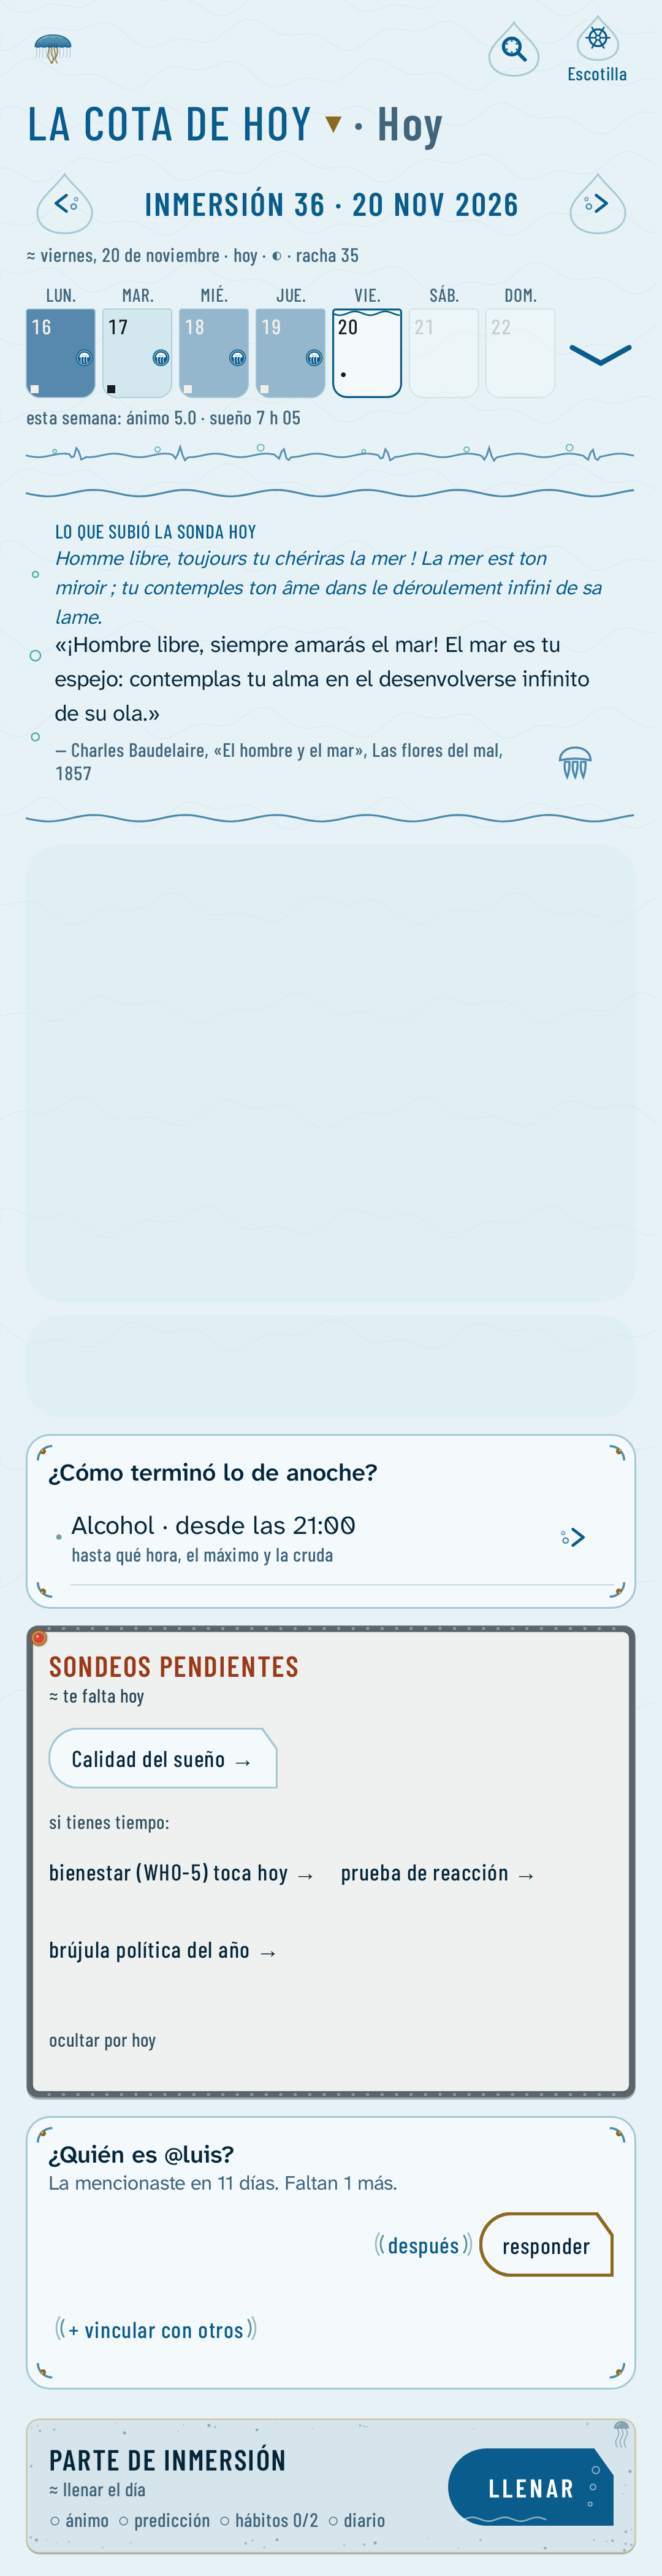 Escotilla
LA COTA DE HOY ▾ · Hoy
INMERSIÓN 36 · 20 NOV 2026
≈ viernes, 20 de noviembre · hoy · ◐ · racha 35
LUN. MAR. MIÉ. JUE. VIE. SÁB. DOM.
16 17 18 19 20 21 22
esta semana: ánimo 5.0 · sueño 7 h 05
LO QUE SUBIÓ LA SONDA HOY
Homme libre, toujours tu chériras la mer ! La mer est ton
miroir ; tu contemples ton âme dans le déroulement infini de sa
lame.
«¡Hombre libre, siempre amarás el mar! El mar es tu
espejo: contemplas tu alma en el desenvolverse infinito
de su ola.»
— Charles Baudelaire, «El hombre y el mar», Las flores del mal,
1857
¿Cómo terminó lo de anoche?
Alcohol · desde las 21:00
hasta qué hora, el máximo y la cruda
SONDEOS PENDIENTES
≈ te falta hoy
Calidad del sueño →
si tienes tiempo:
bienestar (WHO-5) toca hoy → prueba de reacción →
brújula política del año →
ocultar por hoy
¿Quién es @luis?
La mencionaste en 11 días. Faltan 1 más.
después responder
+ vincular con otros
PARTE DE INMERSIÓN
≈ llenar el día
○ ánimo ○ predicción ○ hábitos 0/2 ○ diario
LLENAR